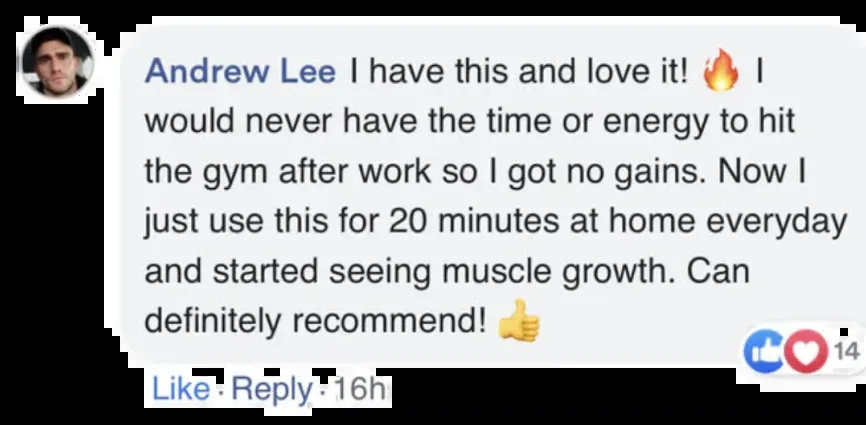 Andrew Lee I have this and love it! 🔥 I
would never have the time or energy to hit
the gym after work so I got no gains. Now I
just use this for 20 minutes at home everyday
and started seeing muscle growth. Can
definitely recommend! 👍
14
Like · Reply · 16h